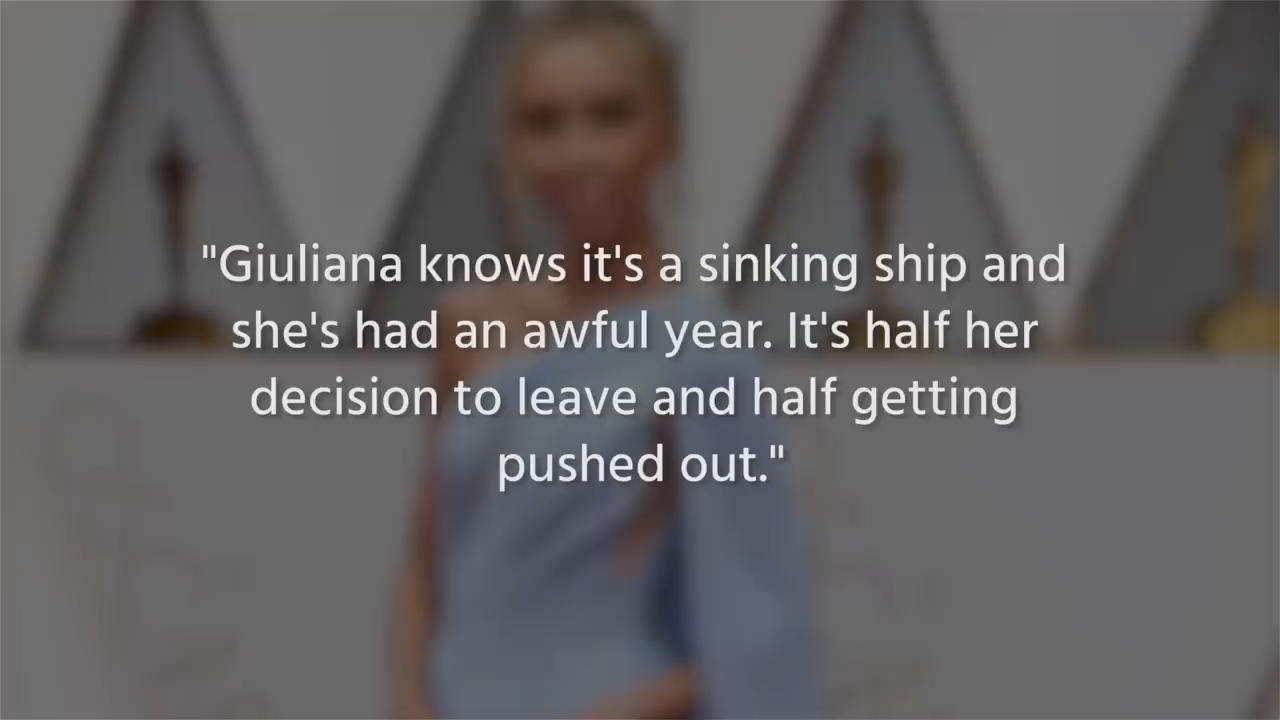 "Giuliana knows it's a sinking ship and
she's had an awful year. It's half her
decision to leave and half getting
pushed out."